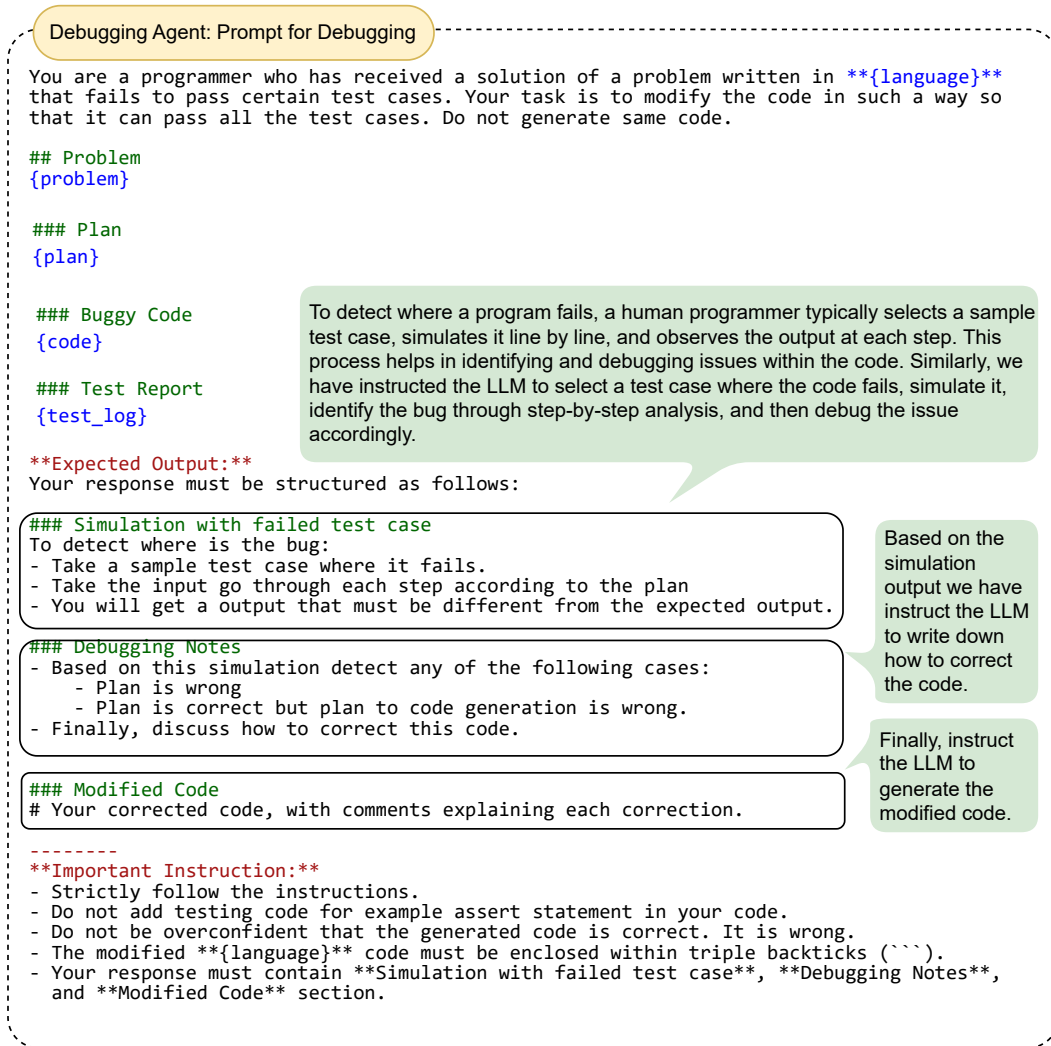 Debugging Agent: Prompt for Debugging
You are a programmer who has received a solution of a problem written in **{language}**
that fails to pass certain test cases. Your task is to modify the code in such a way so
that it can pass all the test cases. Do not generate same code.
## Problem
{problem}
### Plan
{plan}
### Buggy Code
{code}
### Test Report
{test_log}
To detect where a program fails, a human programmer typically selects a sample
test case, simulates it line by line, and observes the output at each step. This
process helps in identifying and debugging issues within the code. Similarly, we
have instructed the LLM to select a test case where the code fails, simulate it,
identify the bug through step-by-step analysis, and then debug the issue
accordingly.
**Expected Output:**
Your response must be structured as follows:
### Simulation with failed test case
To detect where is the bug:
- Take a sample test case where it fails.
- Take the input go through each step according to the plan
- You will get a output that must be different from the expected output.
Based on the
simulation
output we have
instruct the LLM
to write down
how to correct
the code.
### Debugging Notes
- Based on this simulation detect any of the following cases:
    - Plan is wrong
    - Plan is correct but plan to code generation is wrong.
- Finally, discuss how to correct this code.
Finally, instruct
the LLM to
generate the
modified code.
### Modified Code
# Your corrected code, with comments explaining each correction.
--------
**Important Instruction:**
- Strictly follow the instructions.
- Do not add testing code for example assert statement in your code.
- Do not be overconfident that the generated code is correct. It is wrong.
- The modified **{language}** code must be enclosed within triple backticks (```).
- Your response must contain **Simulation with failed test case**, **Debugging Notes**,
  and **Modified Code** section.